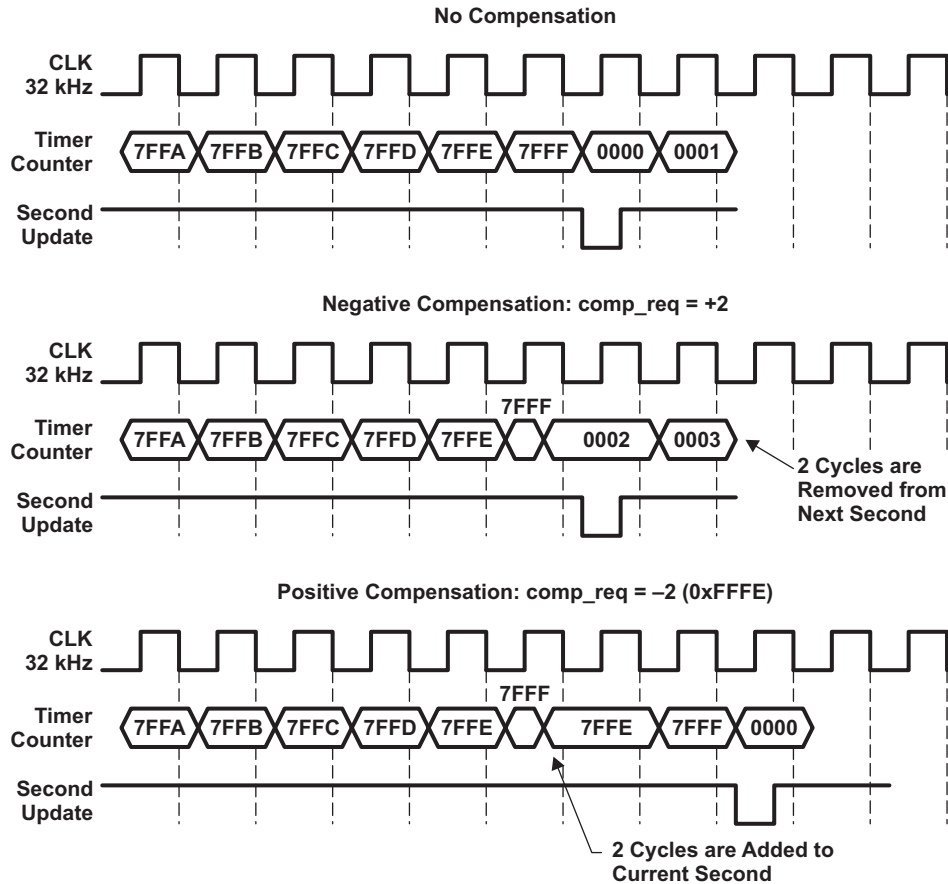 No Compensation
CLK
32 kHz
Timer
Counter
7FFA 7FFB 7FFC 7FFD 7FFE 7FFF 0000 0001
Second
Update
Negative Compensation: comp_req = +2
CLK
32 kHz
7FFF
Timer
Counter
7FFA 7FFB 7FFC 7FFD 7FFE 0002 0003
2 Cycles are
Removed from
Next Second
Second
Update
Positive Compensation: comp_req = –2 (0xFFFE)
CLK
32 kHz
7FFF
Timer
Counter
7FFA 7FFB 7FFC 7FFD 7FFE 7FFE 7FFF 0000
Second
Update
2 Cycles are Added to
Current Second